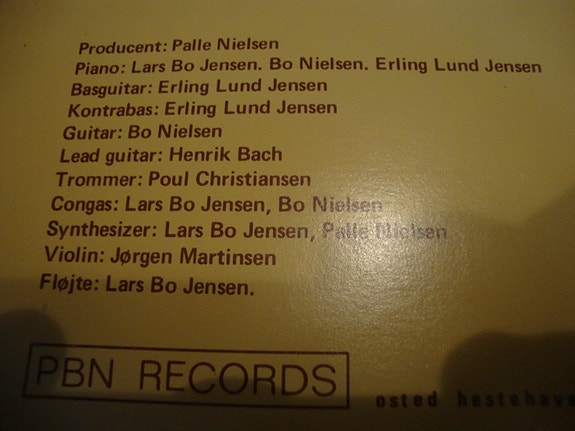 Producent: Palle Nielsen
Piano: Lars Bo Jensen. Bo Nielsen. Erling Lund Jensen
Basguitar: Erling Lund Jensen
Kontrabas: Erling Lund Jensen
Guitar: Bo Nielsen
Lead guitar: Henrik Bach
Trommer: Poul Christiansen
Congas: Lars Bo Jensen, Bo Nielsen
Synthesizer: Lars Bo Jensen, Palle Nielsen
Violin: Jørgen Martinsen
Fløjte: Lars Bo Jensen.
PBN RECORDS
osted